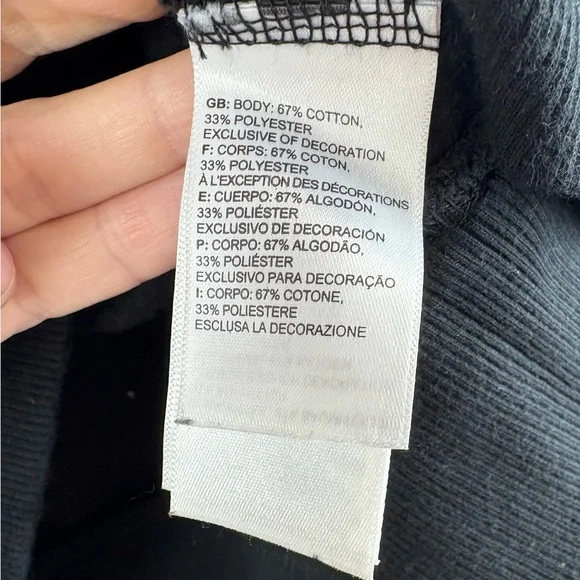 GB: BODY: 67% COTTON,
33% POLYESTER
EXCLUSIVE OF DECORATION
F: CORPS: 67% COTON,
33% POLYESTER
À L'EXCEPTION DES DÉCORATIONS
E: CUERPO: 67% ALGODÓN,
33% POLIÉSTER
EXCLUSIVO DE DECORACIÓN
P: CORPO: 67% ALGODÃO,
33% POLIÉSTER
EXCLUSIVO PARA DECORAÇÃO
I: CORPO: 67% COTONE,
33% POLIESTERE
ESCLUSA LA DECORAZIONE